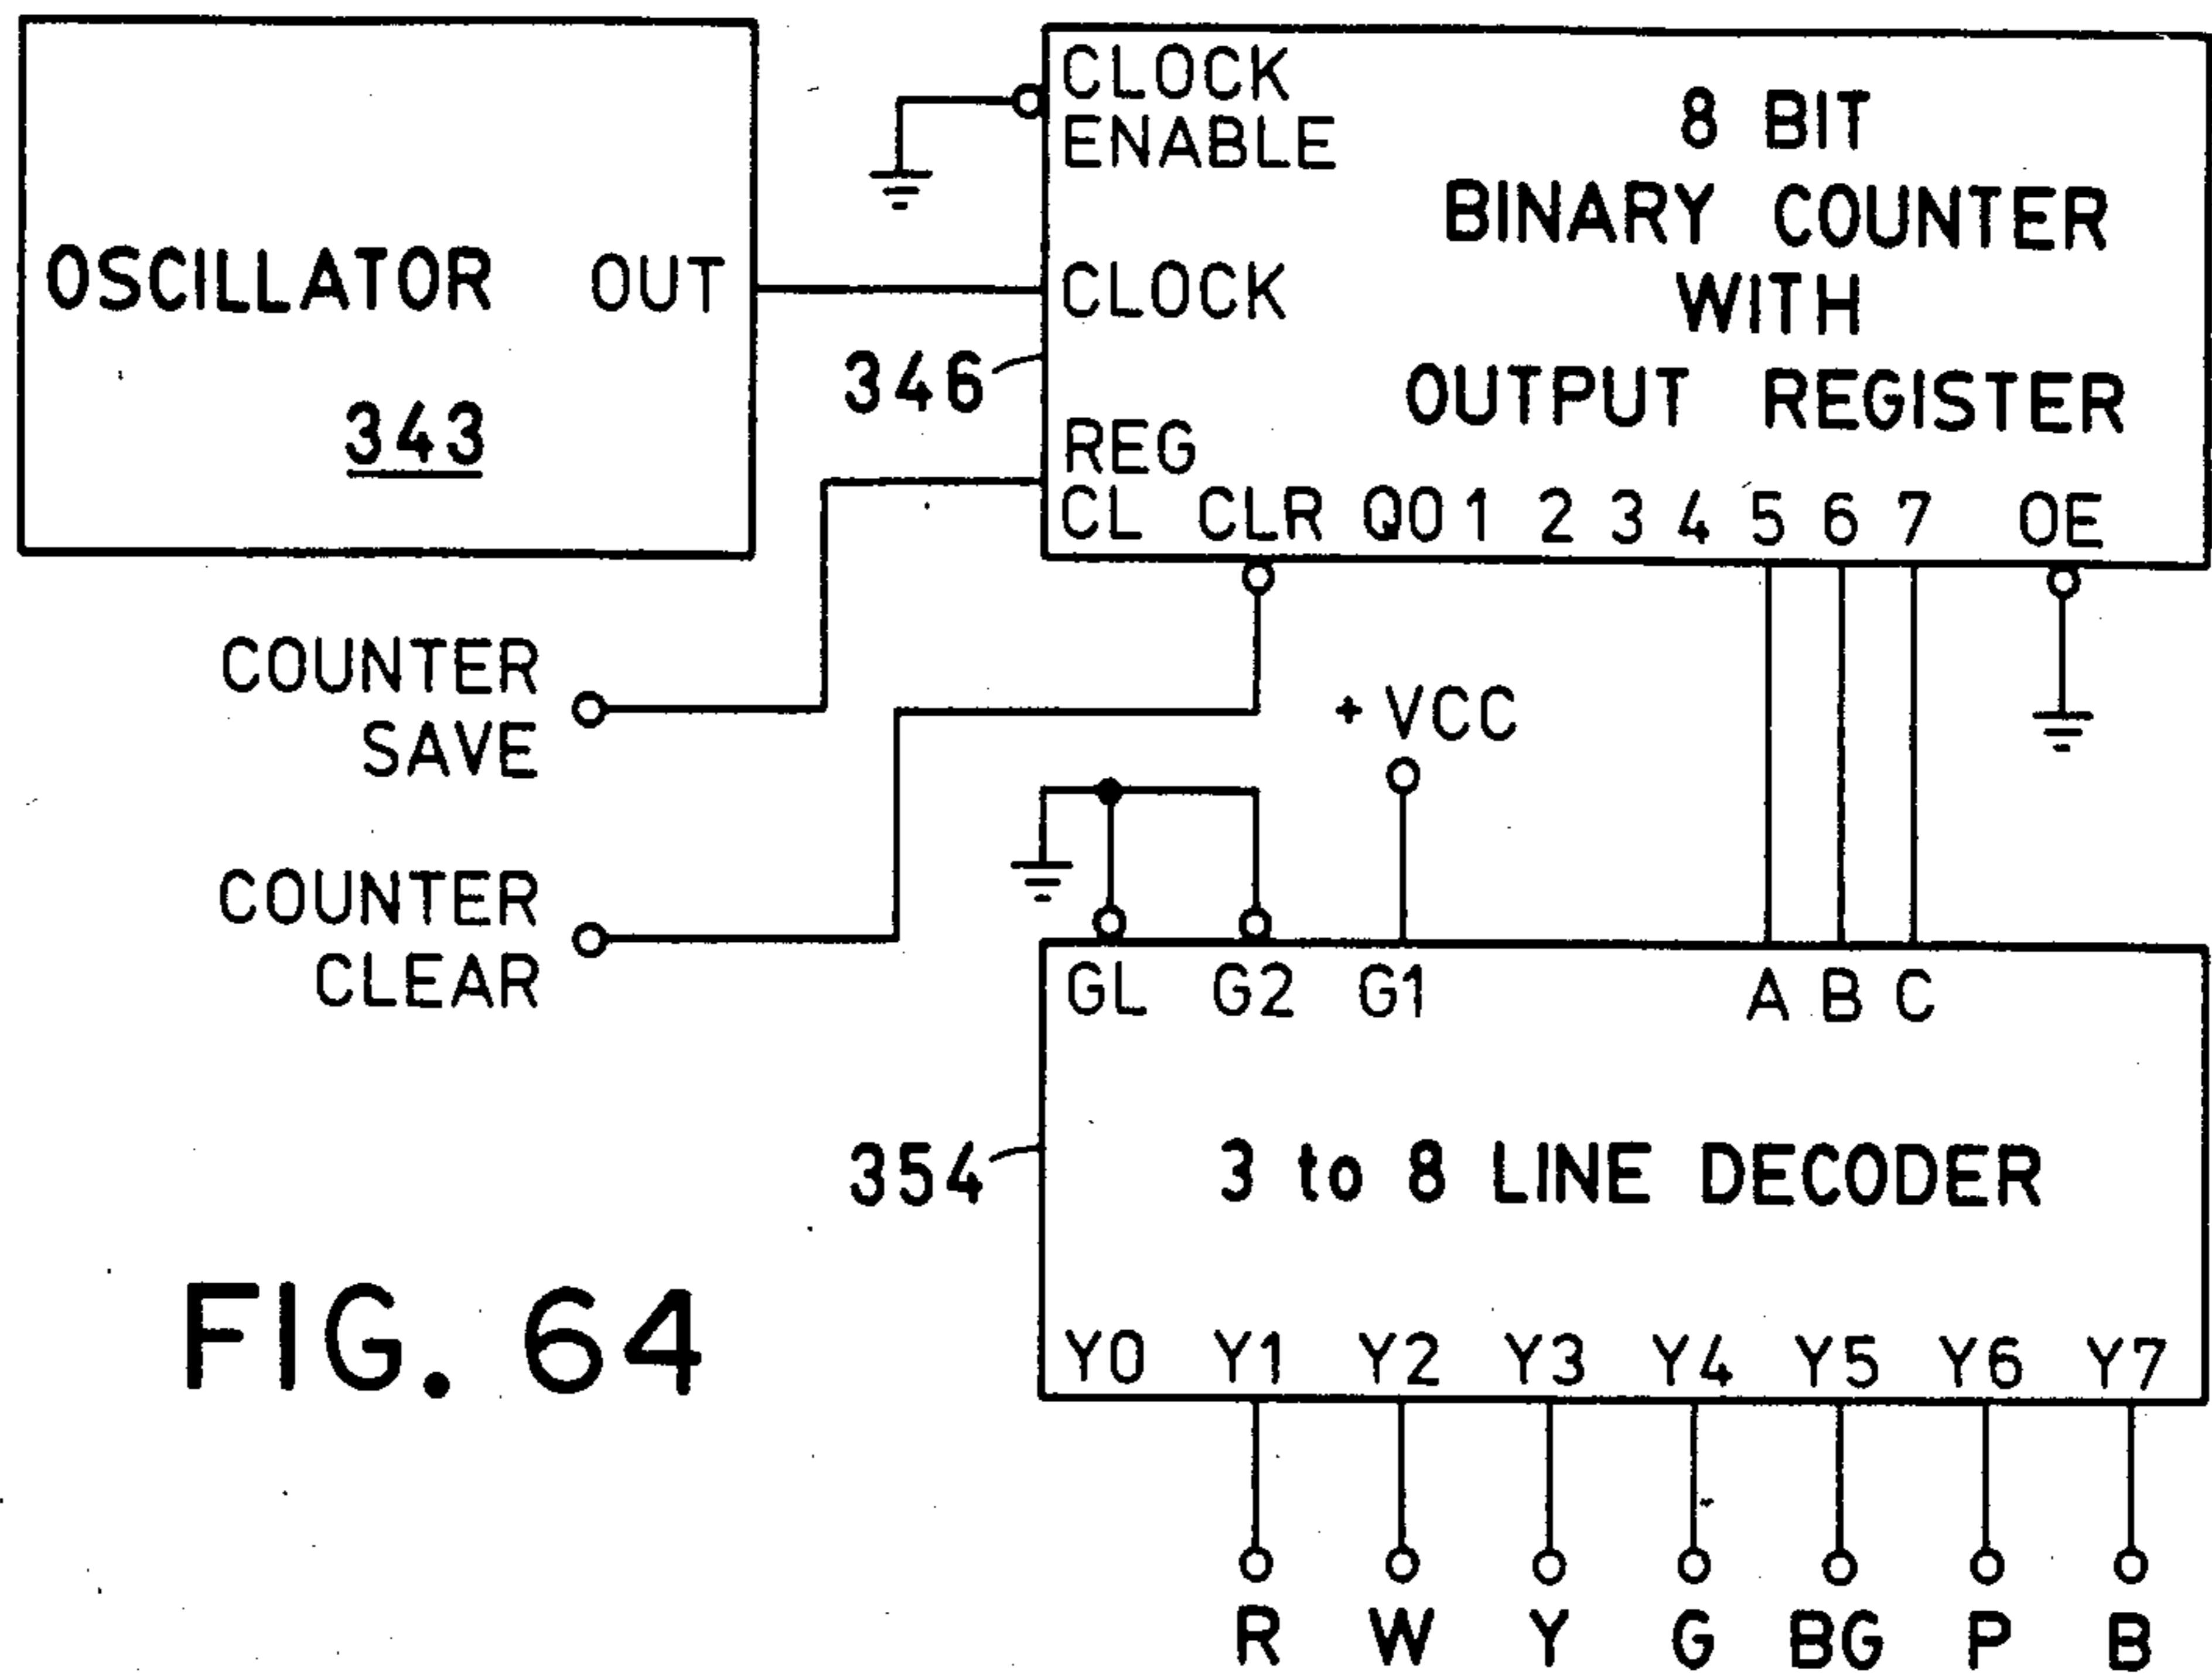 OSCILLATOR OUT
343
CLOCK
ENABLE
CLOCK
346
REG
CL CLR Q0 1 2 3 4 5 6 7 OE
8 BIT
BINARY COUNTER
WITH
OUTPUT REGISTER
COUNTER
SAVE
COUNTER
CLEAR
+ VCC
GL G2 G1 A B C
354
3 to 8 LINE DECODER
Y0 Y1 Y2 Y3 Y4 Y5 Y6 Y7
R W Y G BG P B
FIG. 64